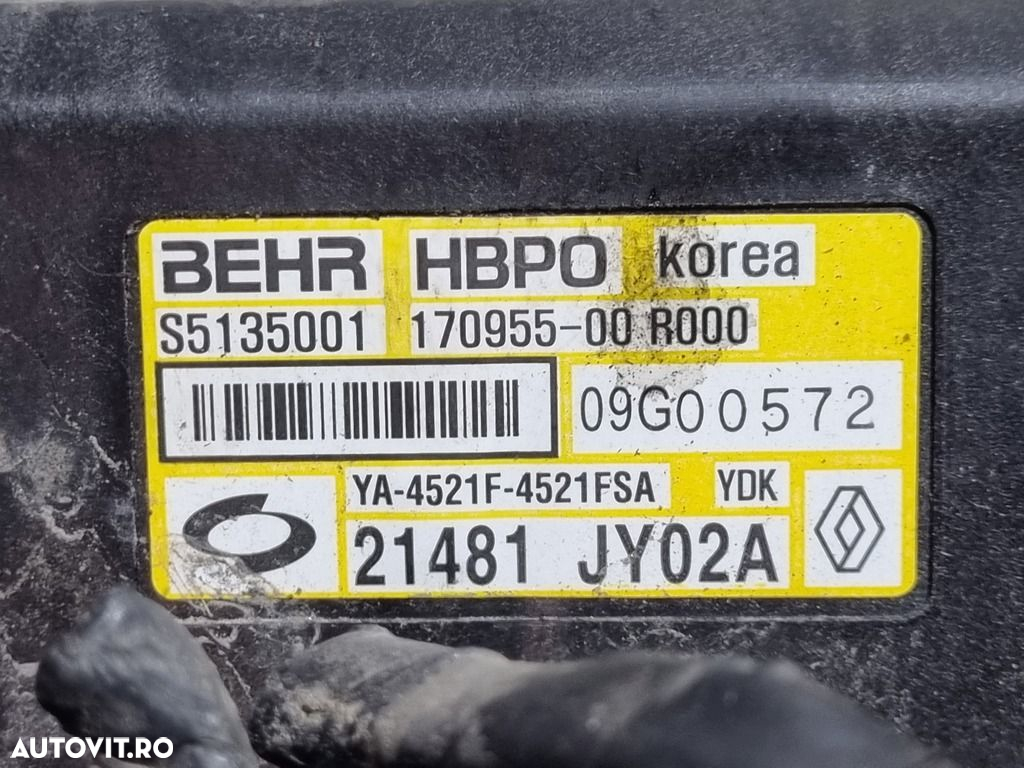 BEHR HBPO korea
S5135001 170955-00 R000
09G00572
YA-4521F-4521FSA YDK
21481 JY02A
AUTOVIT.RO